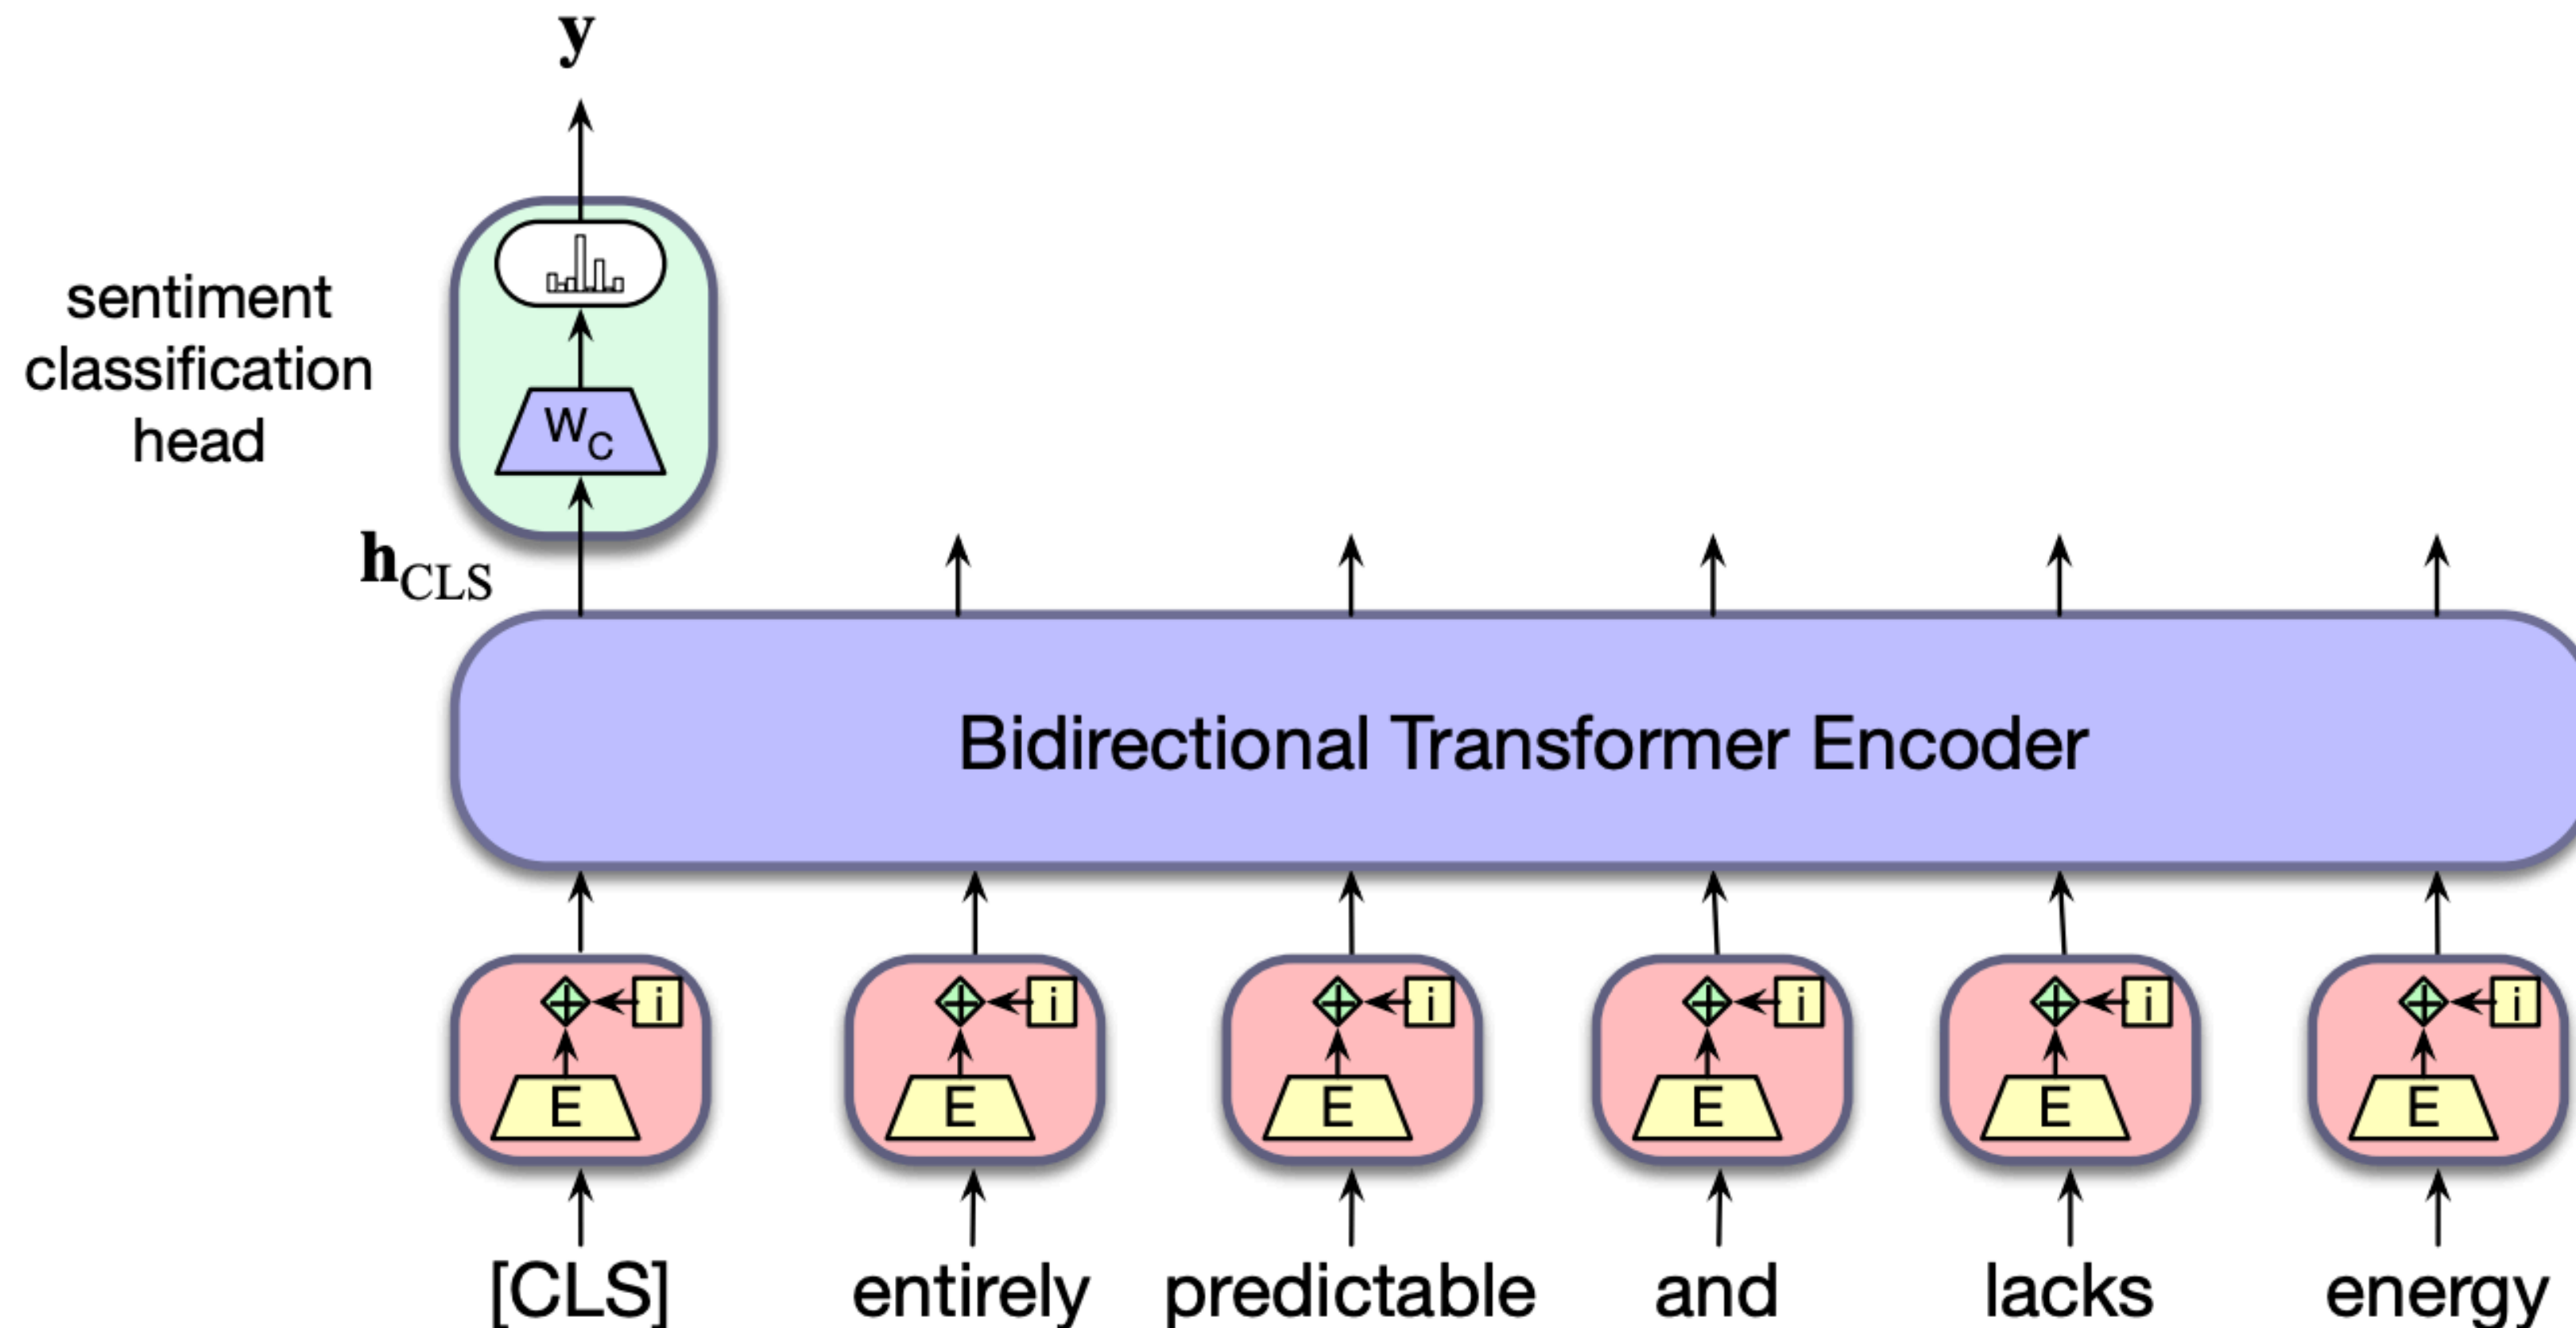 y
sentiment
classification
head
W_C
h_CLS
Bidirectional Transformer Encoder
i i i i i i
E E E E E E
[CLS] entirely predictable and lacks energy